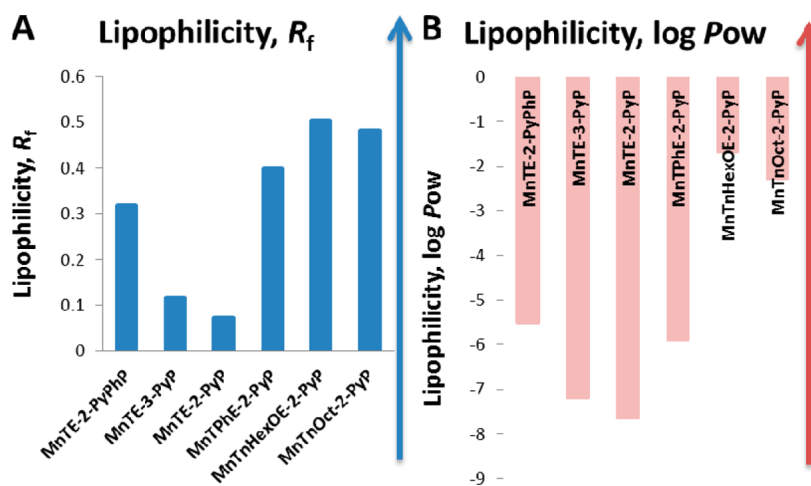 A
Lipophilicity, Rf
Lipophilicity, Rf
0.6
0.5
0.4
0.3
0.2
0.1
0
MnTE-2-PyPhP
MnTE-3-PyP
MnTE-2-PyP
MnTPhE-2-PyP
MnTnHexOE-2-PyP
MnTnOct-2-PyP
B
Lipophilicity, log Pow
Lipophilicity, log Pow
0
-1
-2
-3
-4
-5
-6
-7
-8
-9
MnTE-2-PyPhP
MnTE-3-PyP
MnTE-2-PyP
MnTPhE-2-PyP
MnTnHexOE-2-PyP
MnTnOct-2-PyP